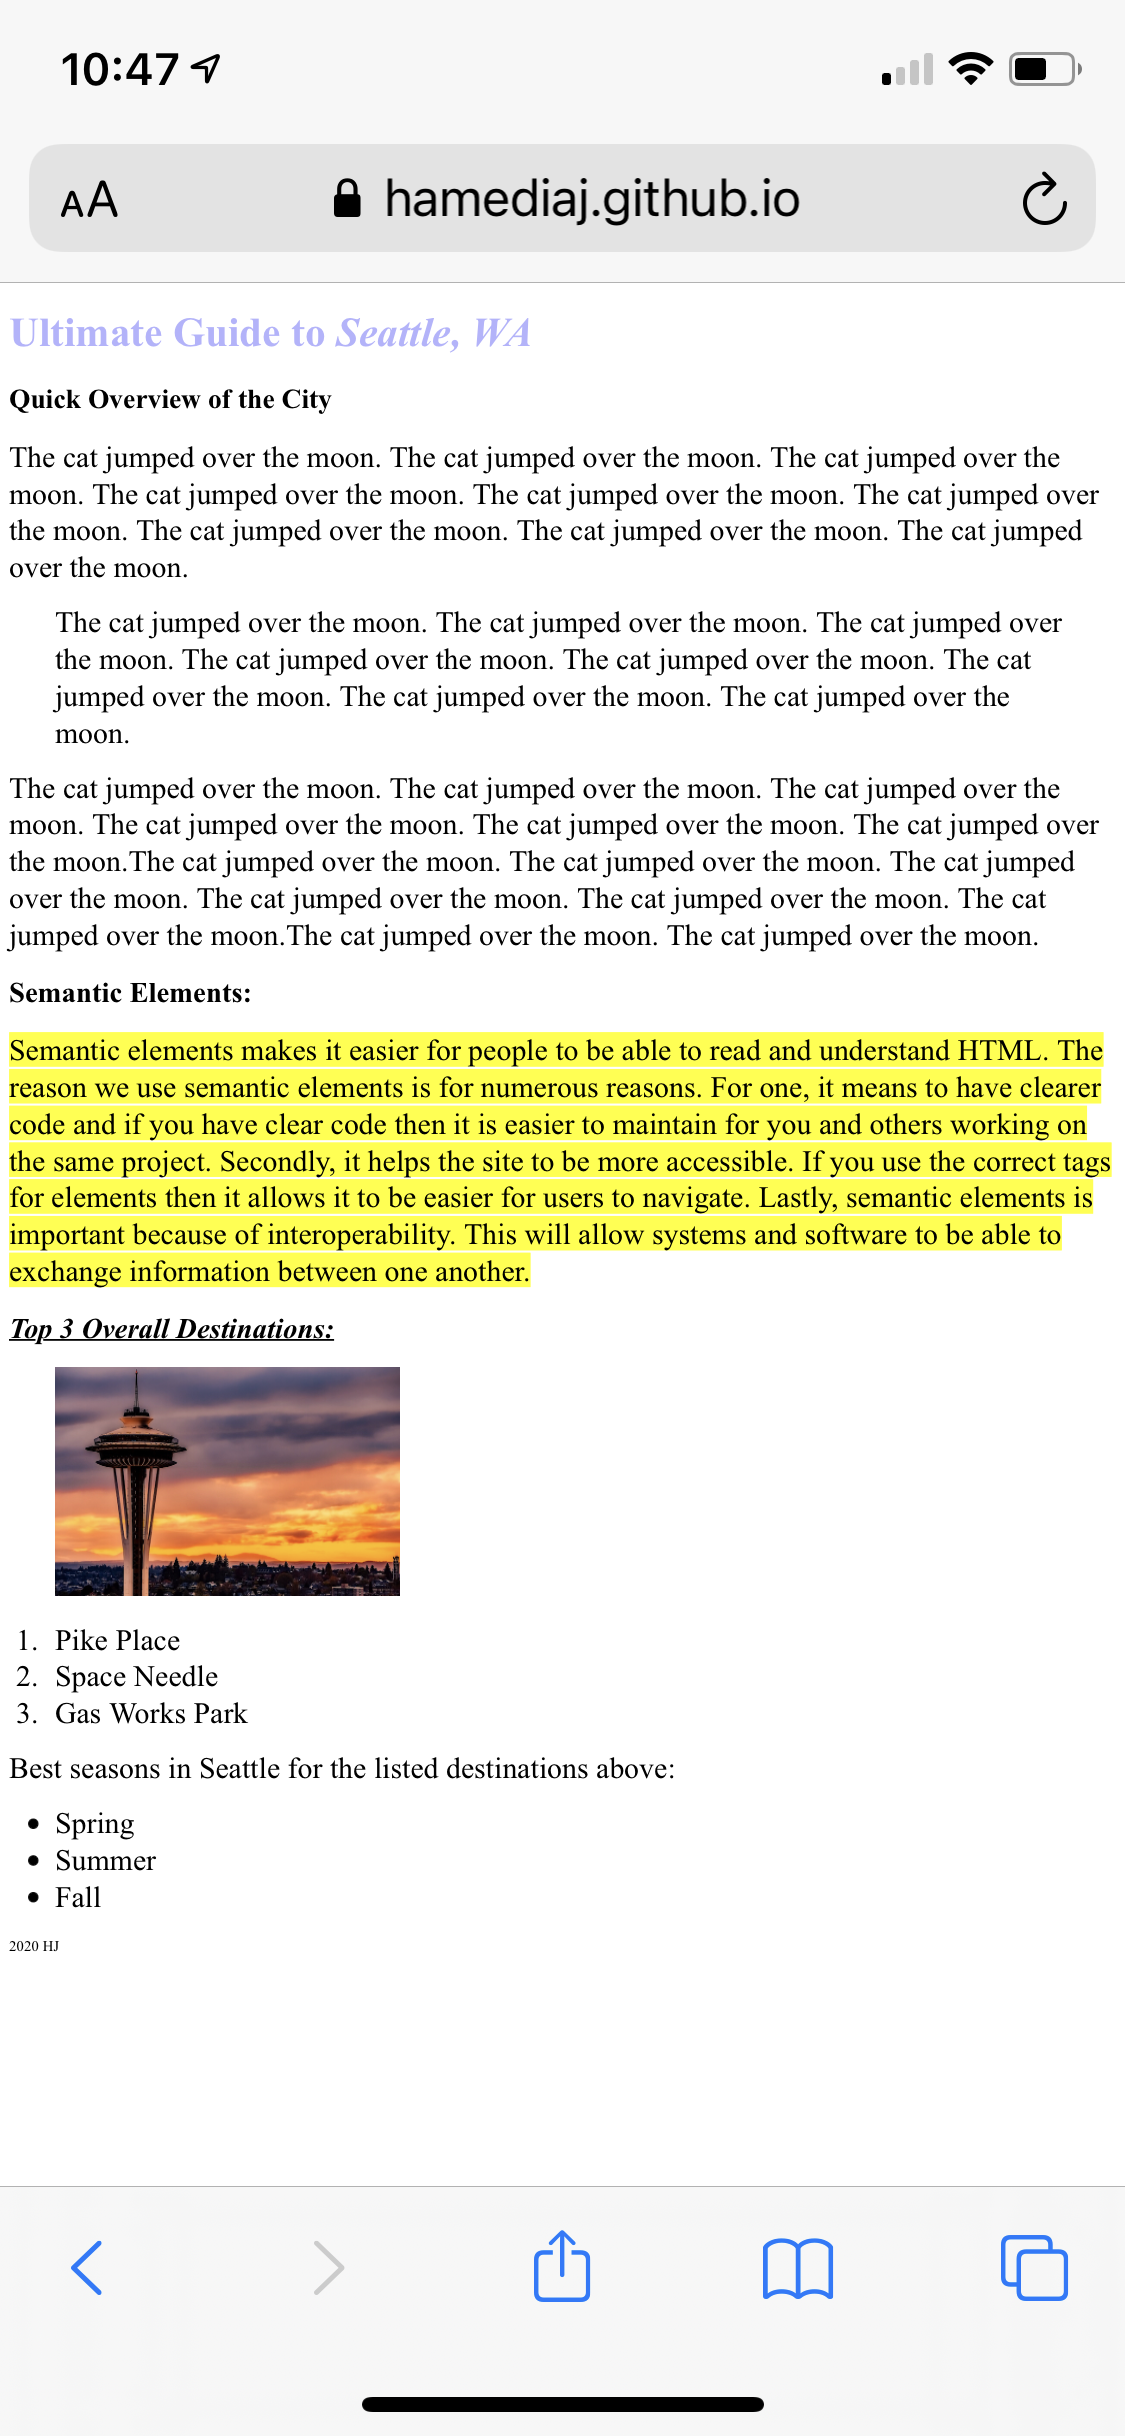 10:47
AA hamediaj.github.io
Ultimate Guide to Seattle, WA
Quick Overview of the City
The cat jumped over the moon. The cat jumped over the moon. The cat jumped over the
moon. The cat jumped over the moon. The cat jumped over the moon. The cat jumped over
the moon. The cat jumped over the moon. The cat jumped over the moon. The cat jumped
over the moon.
The cat jumped over the moon. The cat jumped over the moon. The cat jumped over
the moon. The cat jumped over the moon. The cat jumped over the moon. The cat
jumped over the moon. The cat jumped over the moon. The cat jumped over the
moon.
The cat jumped over the moon. The cat jumped over the moon. The cat jumped over the
moon. The cat jumped over the moon. The cat jumped over the moon. The cat jumped over
the moon.The cat jumped over the moon. The cat jumped over the moon. The cat jumped
over the moon. The cat jumped over the moon. The cat jumped over the moon. The cat
jumped over the moon.The cat jumped over the moon. The cat jumped over the moon.
Semantic Elements:
Semantic elements makes it easier for people to be able to read and understand HTML. The
reason we use semantic elements is for numerous reasons. For one, it means to have clearer
code and if you have clear code then it is easier to maintain for you and others working on
the same project. Secondly, it helps the site to be more accessible. If you use the correct tags
for elements then it allows it to be easier for users to navigate. Lastly, semantic elements is
important because of interoperability. This will allow systems and software to be able to
exchange information between one another.
Top 3 Overall Destinations:
1. Pike Place
2. Space Needle
3. Gas Works Park
Best seasons in Seattle for the listed destinations above:
• Spring
• Summer
• Fall
2020 HJ